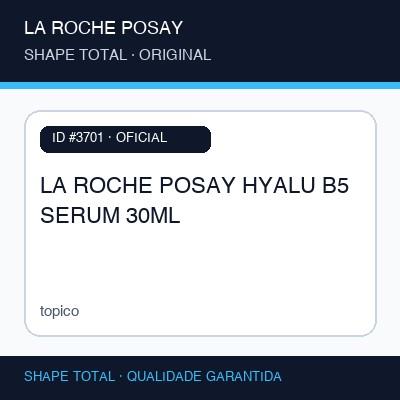 LA ROCHE POSAY
SHAPE TOTAL · ORIGINAL
ID #3701 · OFICIAL
LA ROCHE POSAY HYALU B5
SERUM 30ML
topico
SHAPE TOTAL · QUALIDADE GARANTIDA